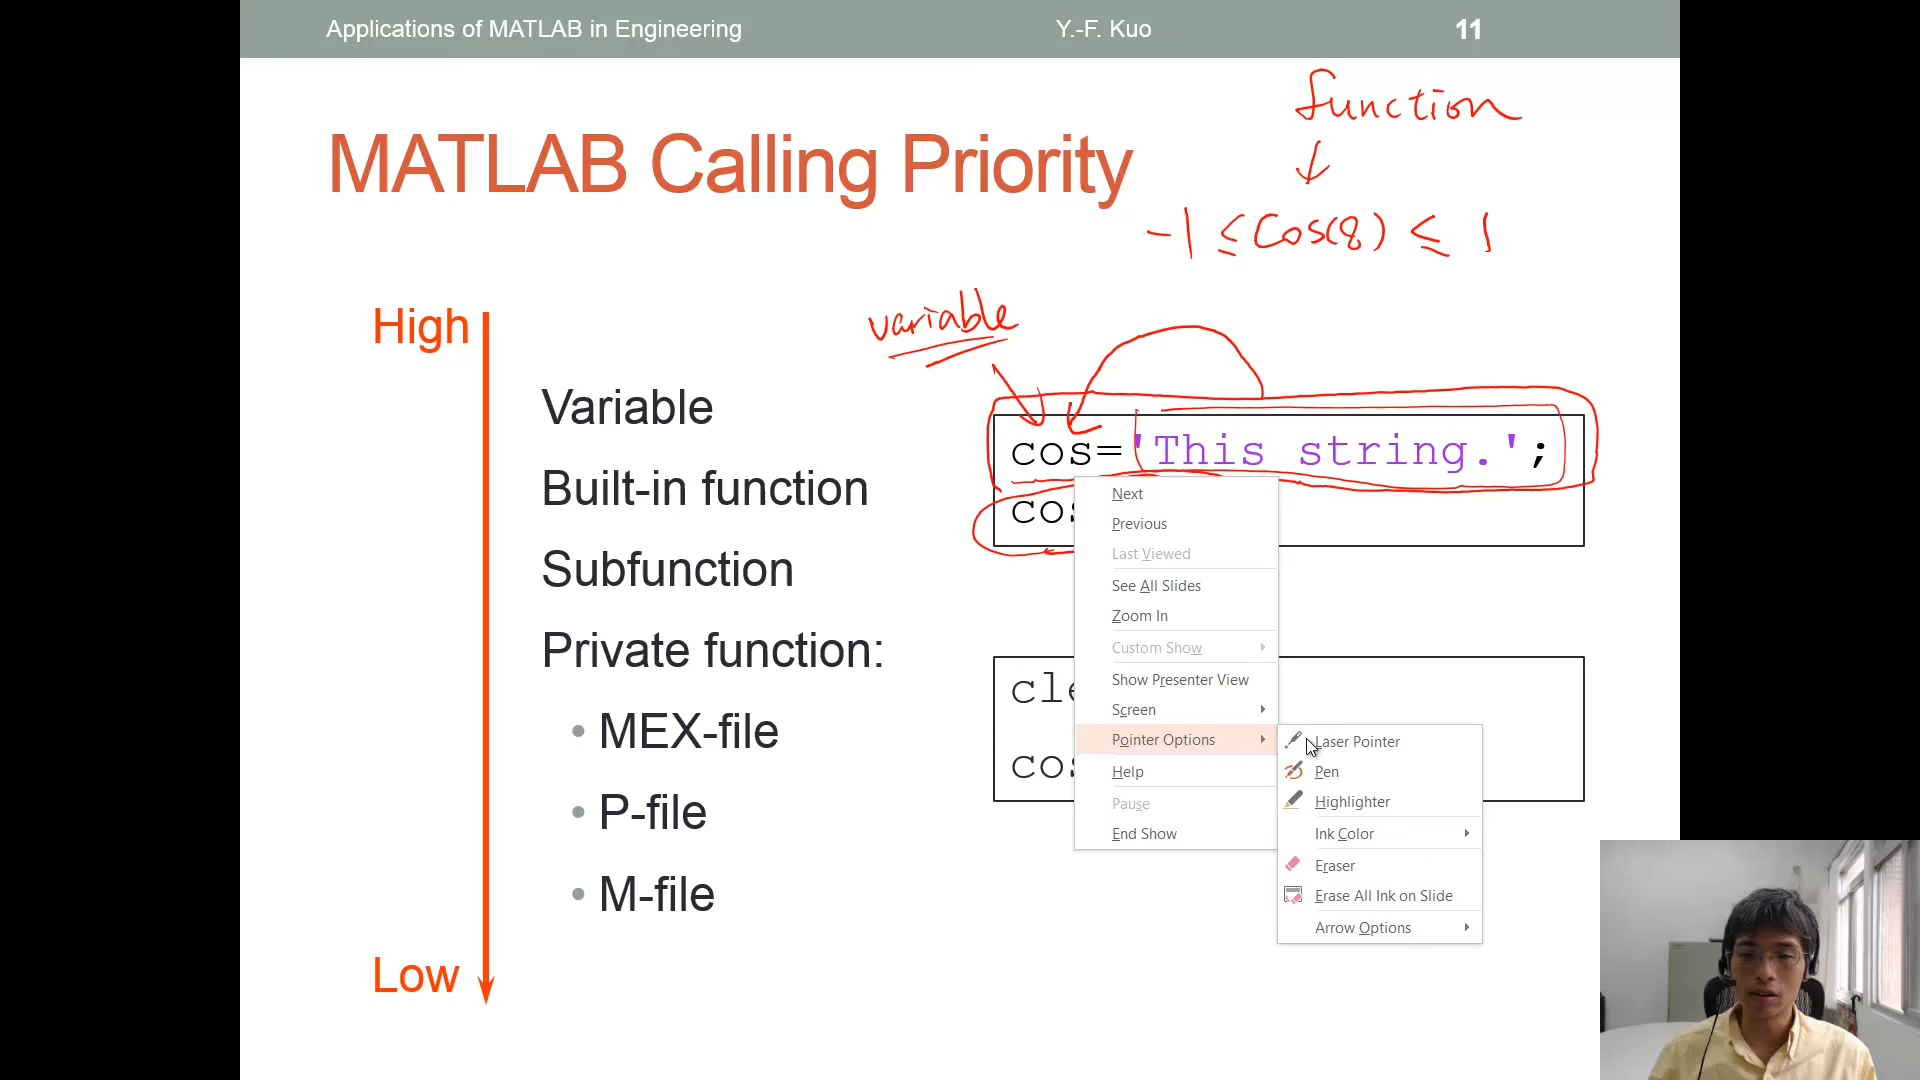 Applications of MATLAB in Engineering Y.-F. Kuo 11
function
MATLAB Calling Priority
-1 ≤ Cos(8) ≤ 1
High
variable
Variable
cos='This string.';
Built-in function
Subfunction
Private function:
• MEX-file
• P-file
• M-file
Low
Next
Previous
Last Viewed
See All Slides
Zoom In
Custom Show
Show Presenter View
Screen
Pointer Options
Help
Pause
End Show
Laser Pointer
Pen
Highlighter
Ink Color
Eraser
Erase All Ink on Slide
Arrow Options